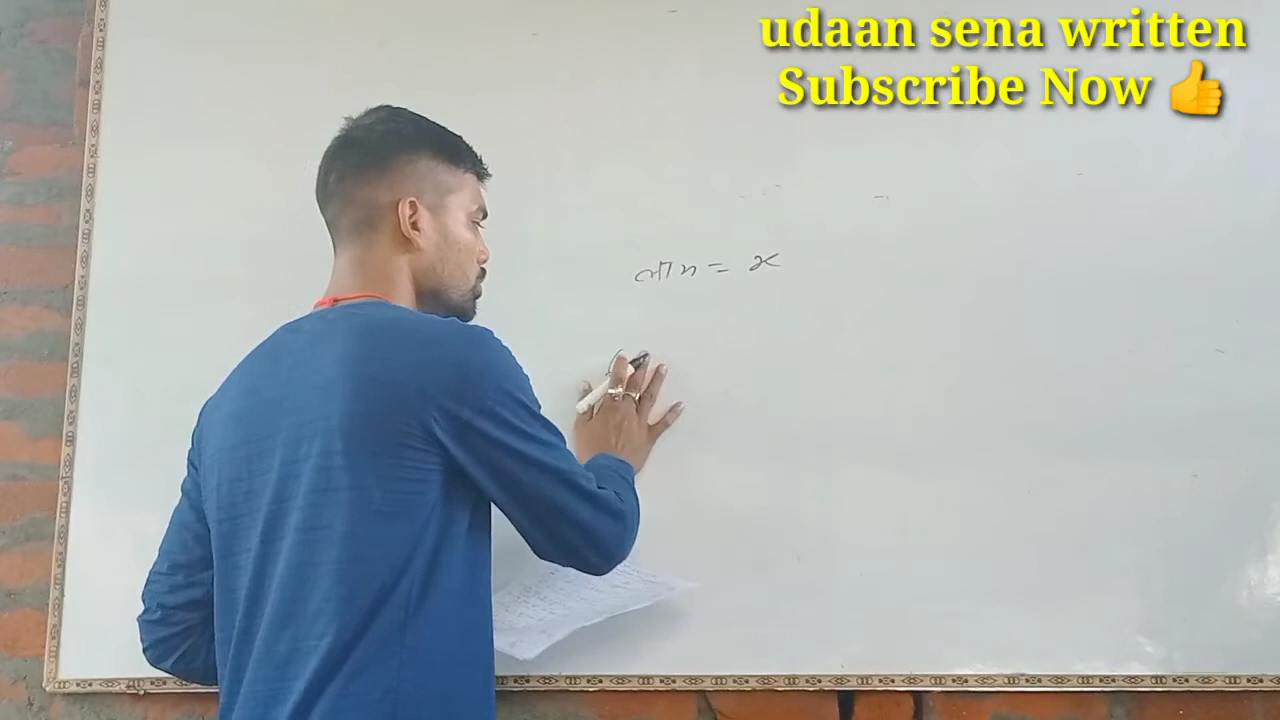 udaan sena written
Subscribe Now 👍
= x